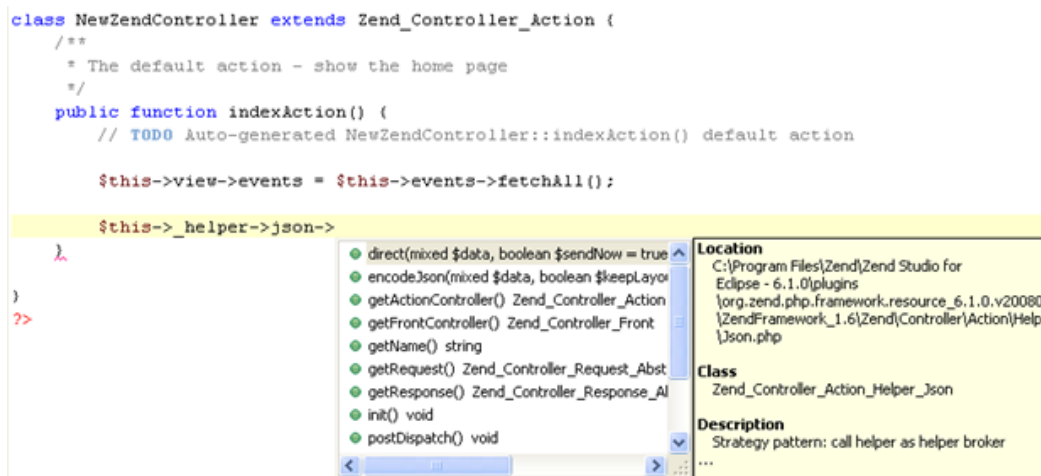 class NewZendController extends Zend_Controller_Action {
/**
* The default action - show the home page
*/
public function indexAction() {
// TODO Auto-generated NewZendController::indexAction() default action
$this->view->events = $this->events->fetchAll();
$this->_helper->json->
}
}
?>
direct(mixed $data, boolean $sendNow = true
encodeJson(mixed $data, boolean $keepLayou
getActionController() Zend_Controller_Action
getFrontController() Zend_Controller_Front
getName() string
getRequest() Zend_Controller_Request_Abst
getResponse() Zend_Controller_Response_Al
init() void
postDispatch() void
Location
C:\Program Files\Zend\Zend Studio for
Eclipse - 6.1.0\plugins
\org.zend.php.framework.resource_6.1.0.v20080
\ZendFramework_1.6\Zend\Controller\Action\Help
\Json.php
Class
Zend_Controller_Action_Helper_Json
Description
Strategy pattern: call helper as helper broker
...